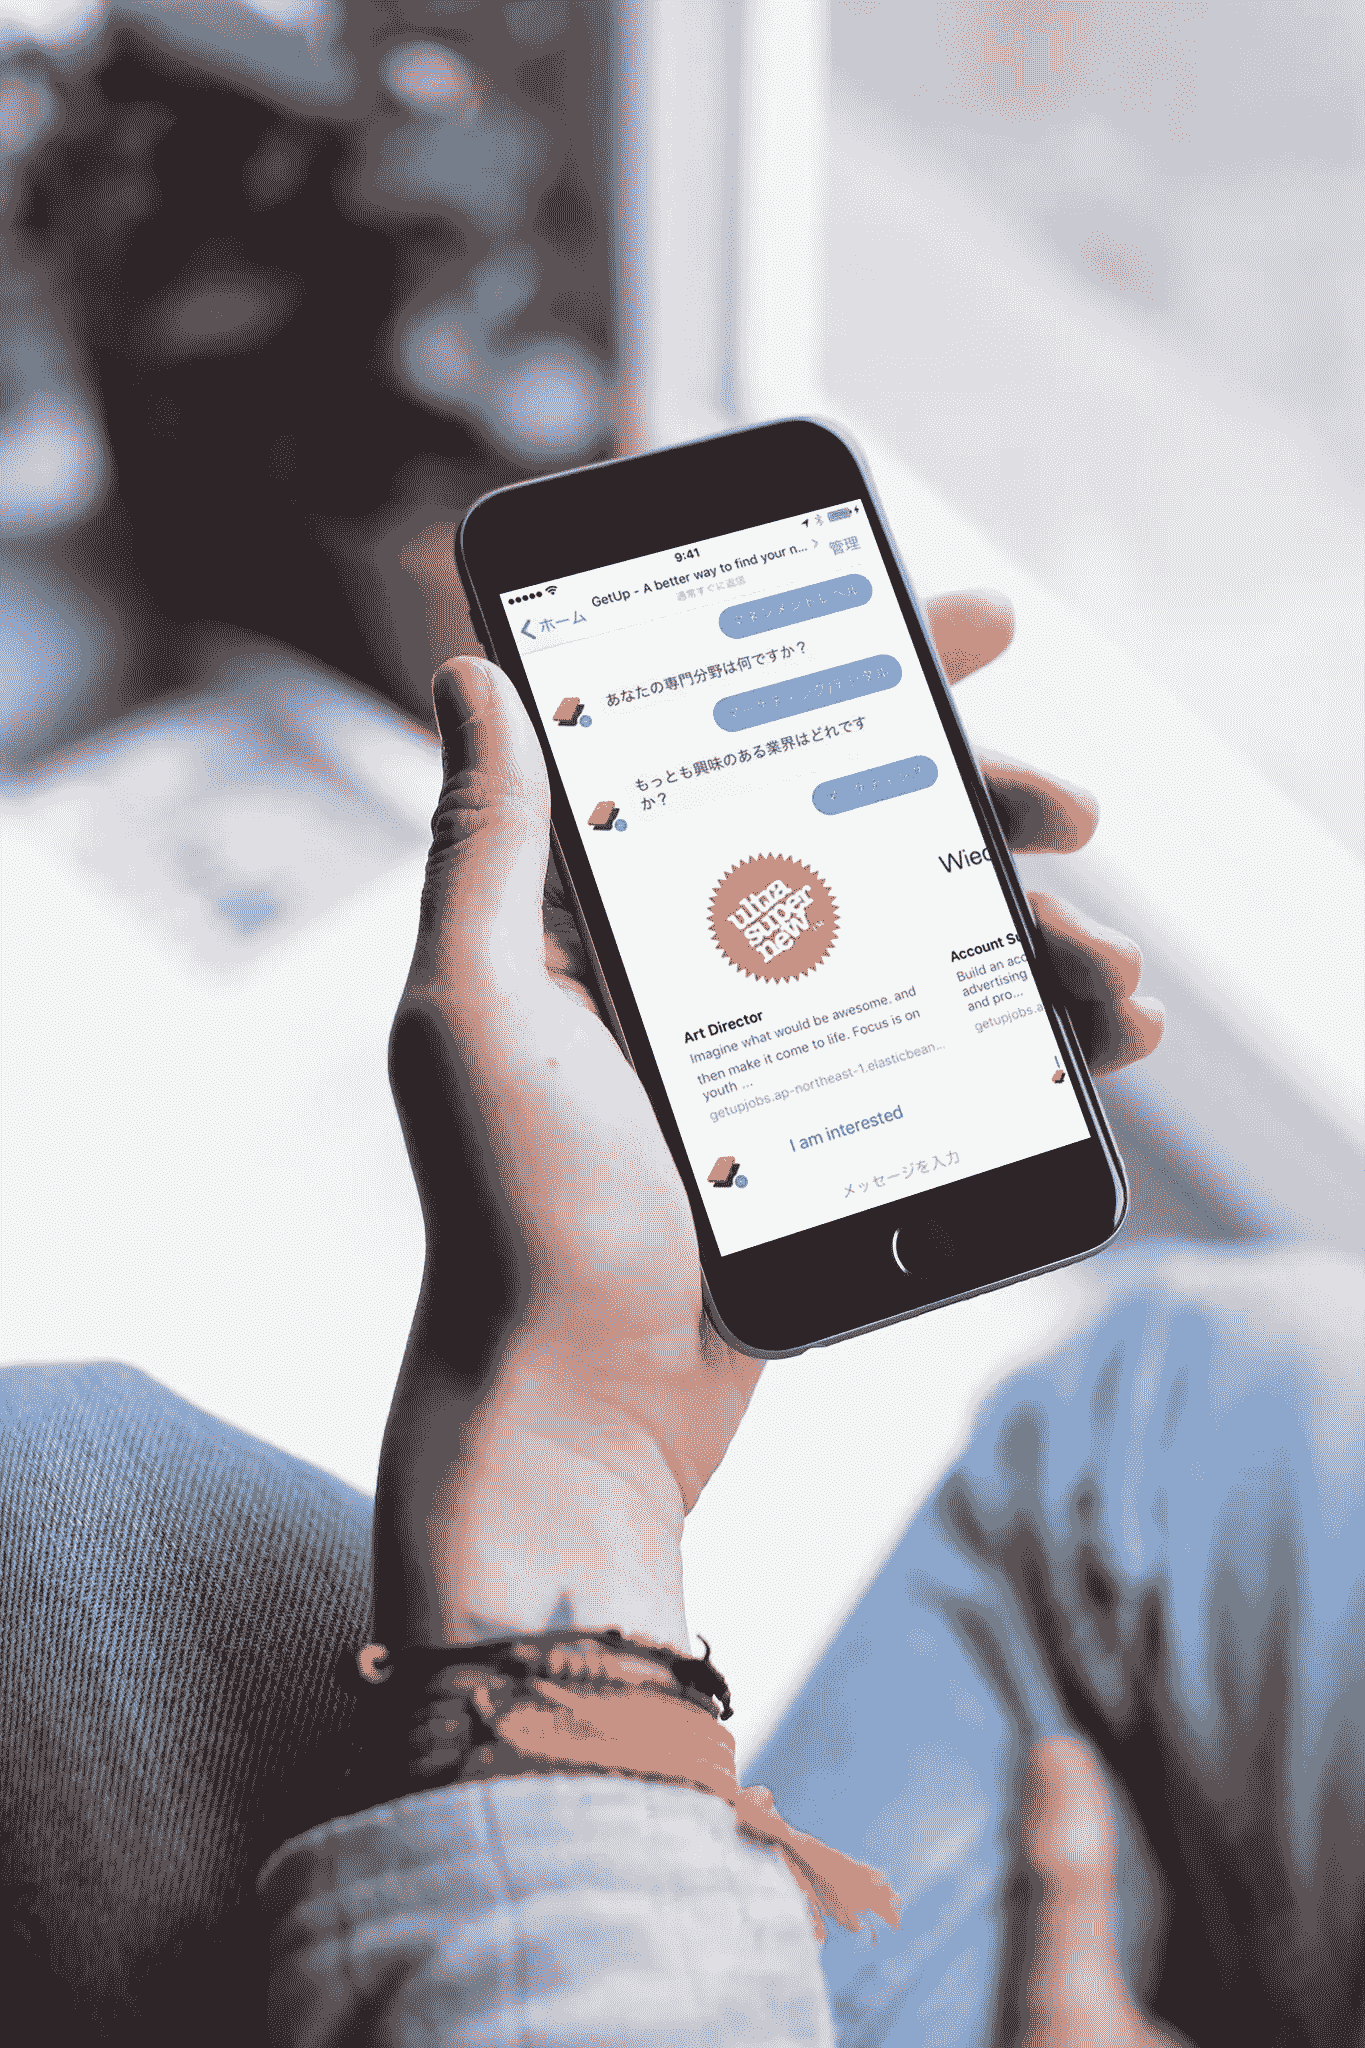 9:41
GetUp - A better way to find your n...
管理
ホーム
通常すぐに返信
マネジメントレベル
あなたの専門分野は何ですか？
マーケティング/デジタル
もっとも興味のある業界はどれです
か？
マーケティング
ultra
super
new
Wied
Art Director
Imagine what would be awesome, and
then make it come to life. Focus is on
youth ...
getupjobs.ap-northeast-1.elasticbean...
I am interested
Account Su
Build an acc
advertising
and pro...
getupjobs.a
I
メッセージを入力